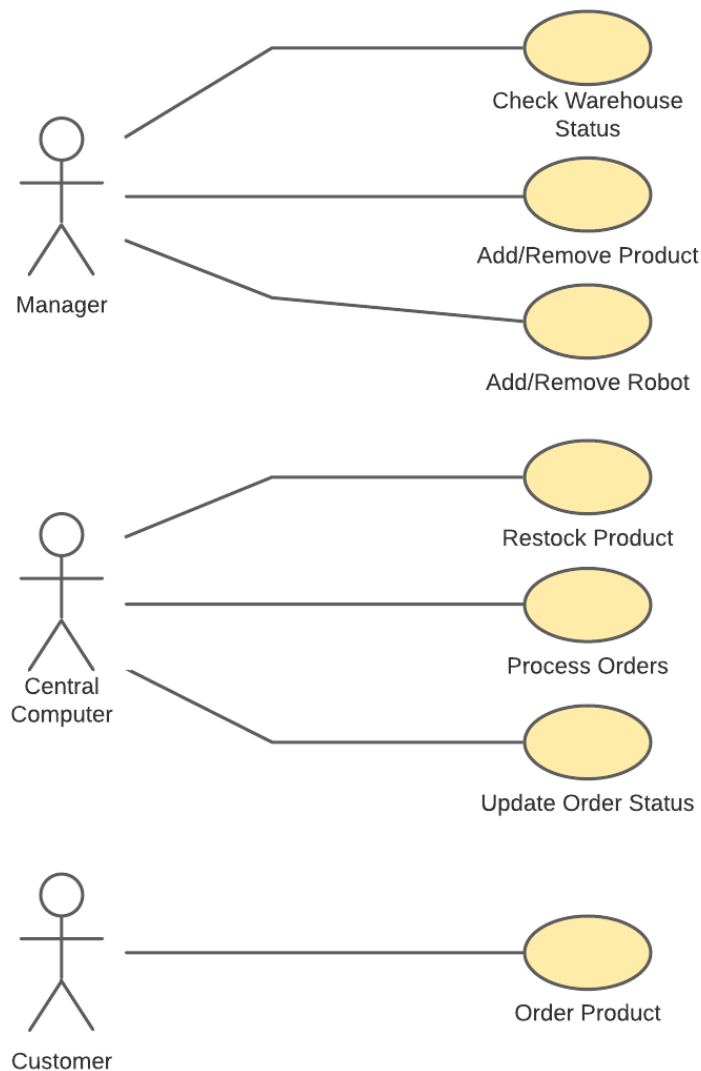 Check Warehouse
Status
Add/Remove Product
Manager
Add/Remove Robot
Restock Product
Process Orders
Central
Computer
Update Order Status
Order Product
Customer